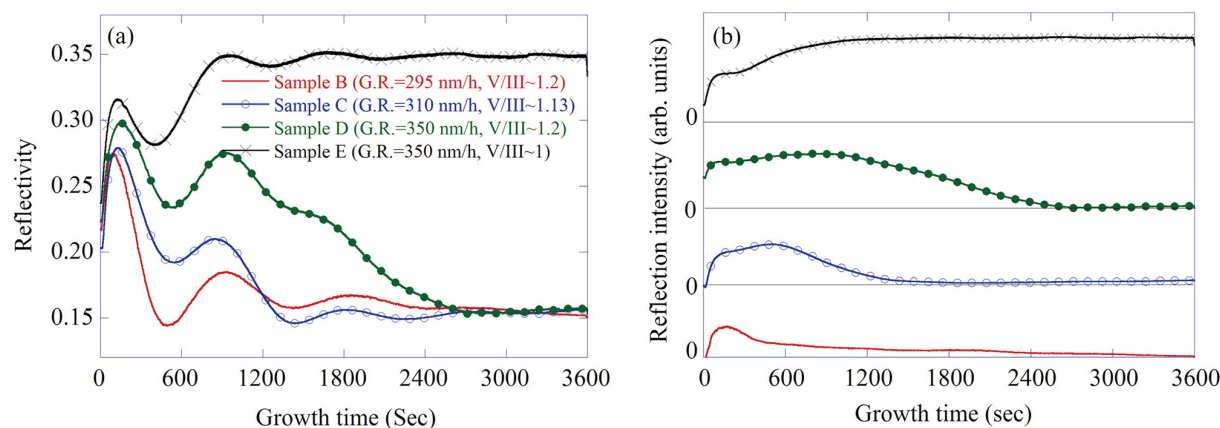 (a)
Reflectivity
0.35
0.30
0.25
0.20
0.15
Sample B (G.R.=295 nm/h, V/III~1.2)
Sample C (G.R.=310 nm/h, V/III~1.13)
Sample D (G.R.=350 nm/h, V/III~1.2)
Sample E (G.R.=350 nm/h, V/III~1)
0 600 1200 1800 2400 3000 3600
Growth time (Sec)
(b)
Reflection intensity (arb. units)
0
0
0
0
0 600 1200 1800 2400 3000 3600
Growth time (sec)